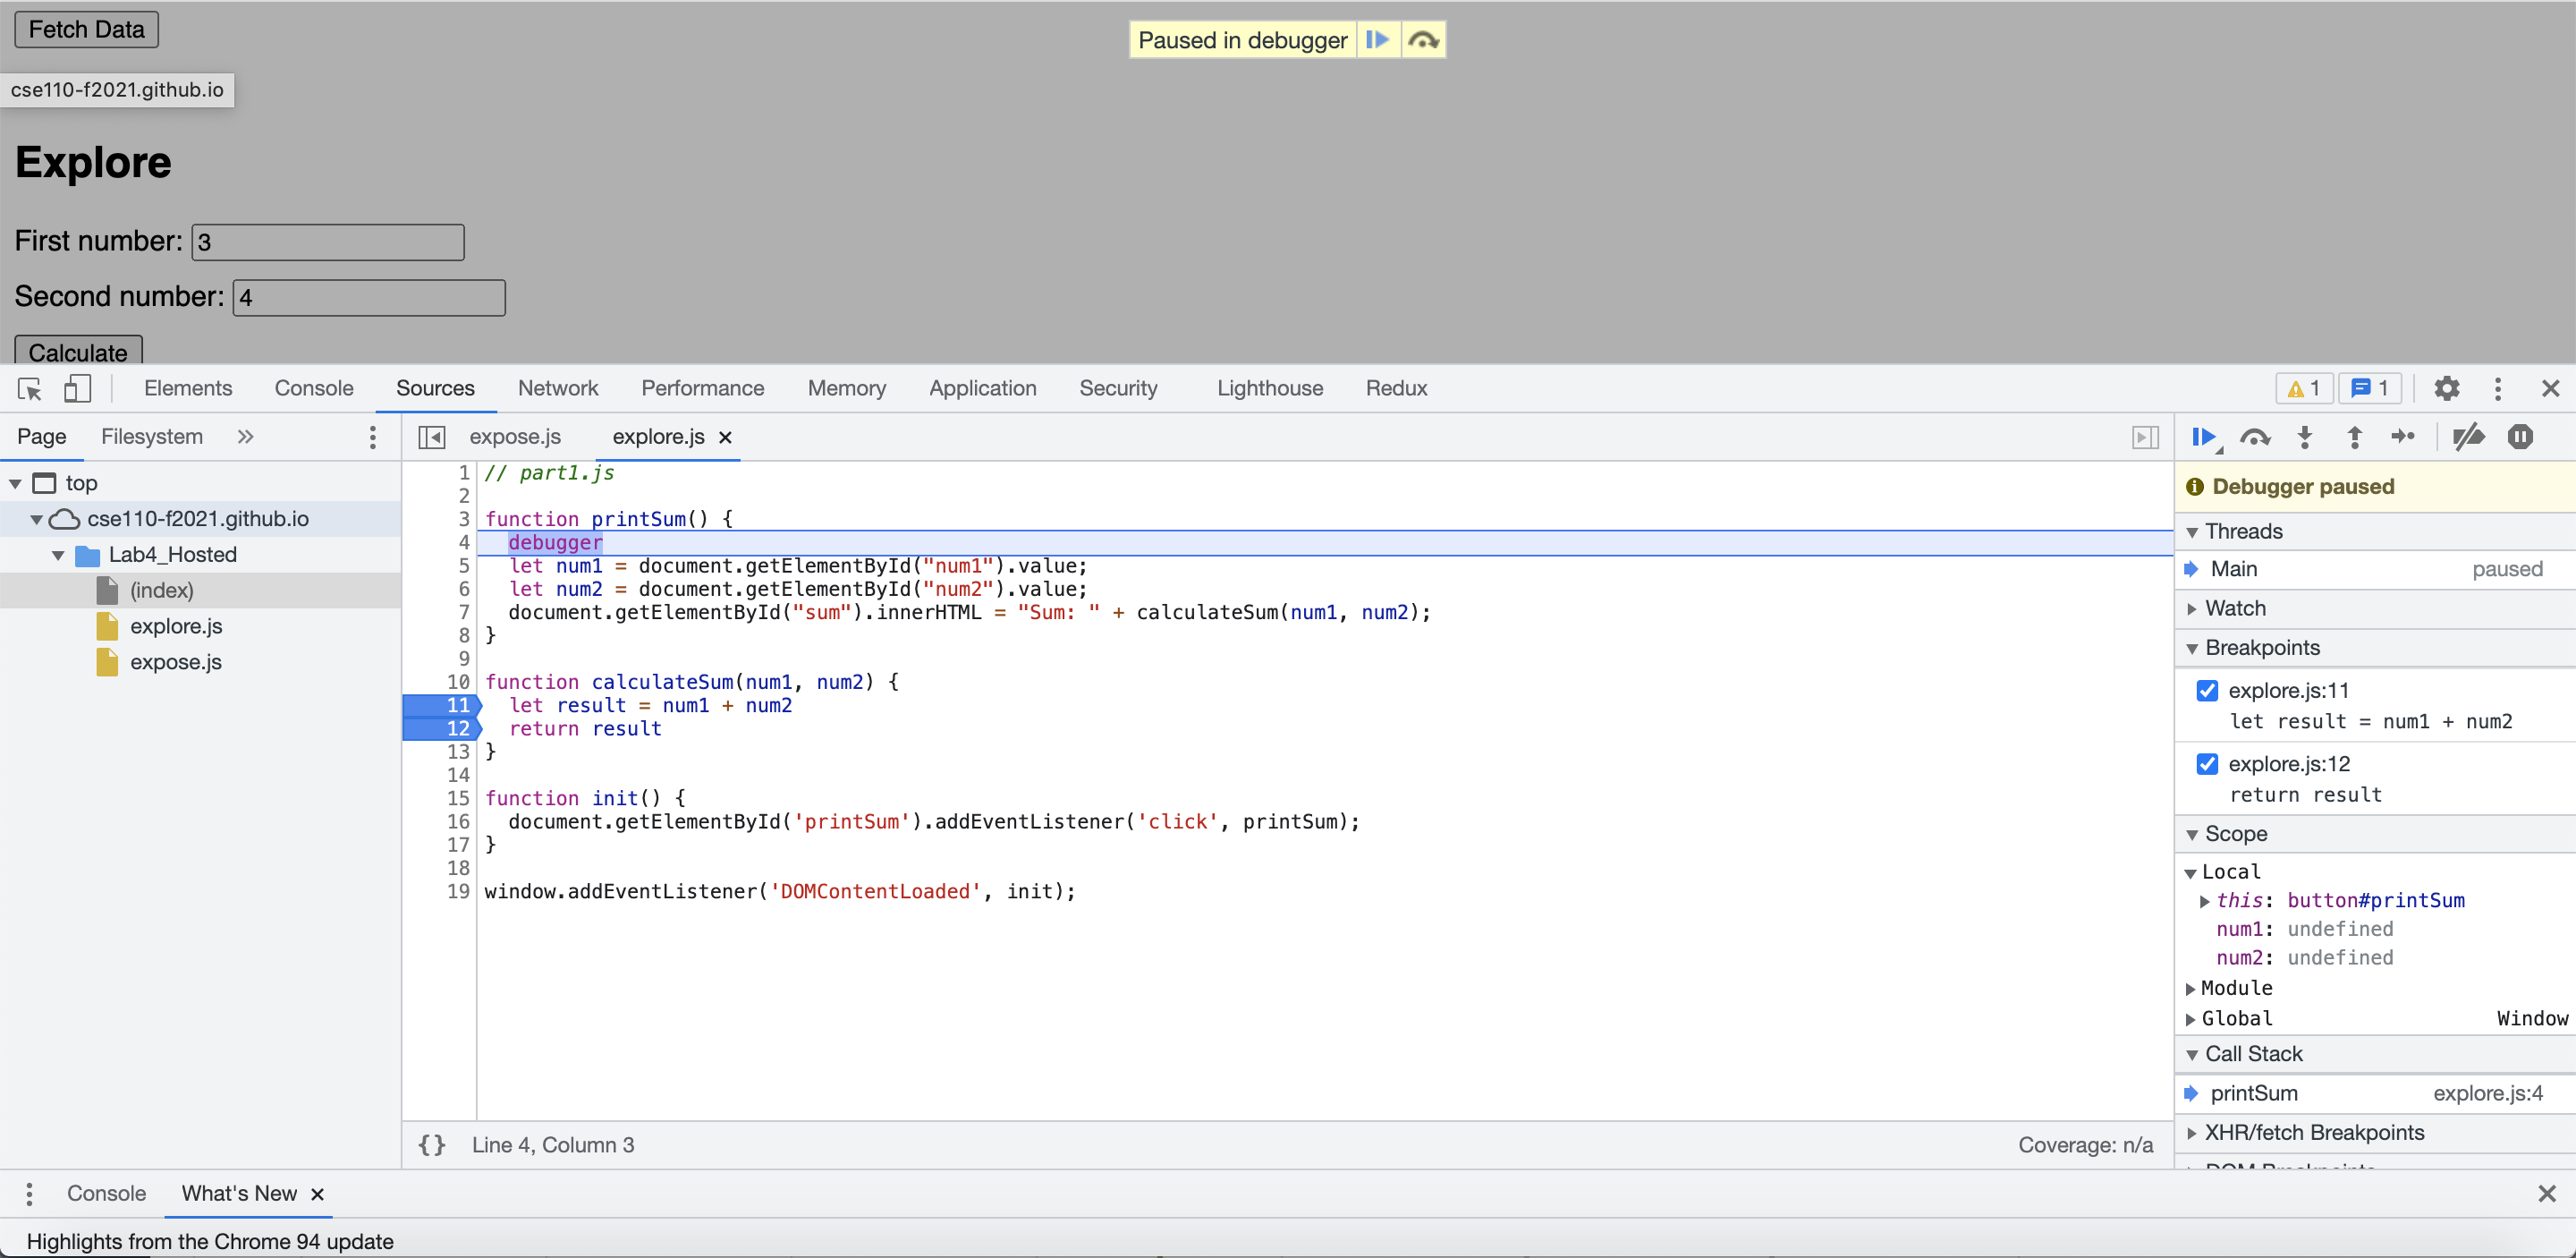 Fetch Data
Paused in debugger
cse110-f2021.github.io
Explore
First number: 3
Second number: 4
Calculate
Elements Console Sources Network Performance Memory Application Security Lighthouse Redux 1 1
Page Filesystem »
top
cse110-f2021.github.io
Lab4_Hosted
(index)
explore.js
expose.js
expose.js explore.js ×
1 // part1.js
2
3 function printSum() {
4 debugger
5 let num1 = document.getElementById("num1").value;
6 let num2 = document.getElementById("num2").value;
7 document.getElementById("sum").innerHTML = "Sum: " + calculateSum(num1, num2);
8 }
9
10 function calculateSum(num1, num2) {
11 let result = num1 + num2
12 return result
13 }
14
15 function init() {
16 document.getElementById('printSum').addEventListener('click', printSum);
17 }
18
19 window.addEventListener('DOMContentLoaded', init);
{} Line 4, Column 3 Coverage: n/a
Debugger paused
Threads
Main paused
Watch
Breakpoints
explore.js:11
let result = num1 + num2
explore.js:12
return result
Scope
Local
this: button#printSum
num1: undefined
num2: undefined
Module
Global Window
Call Stack
printSum explore.js:4
XHR/fetch Breakpoints
DOM Breakpoints
Console What's New ×
Highlights from the Chrome 94 update